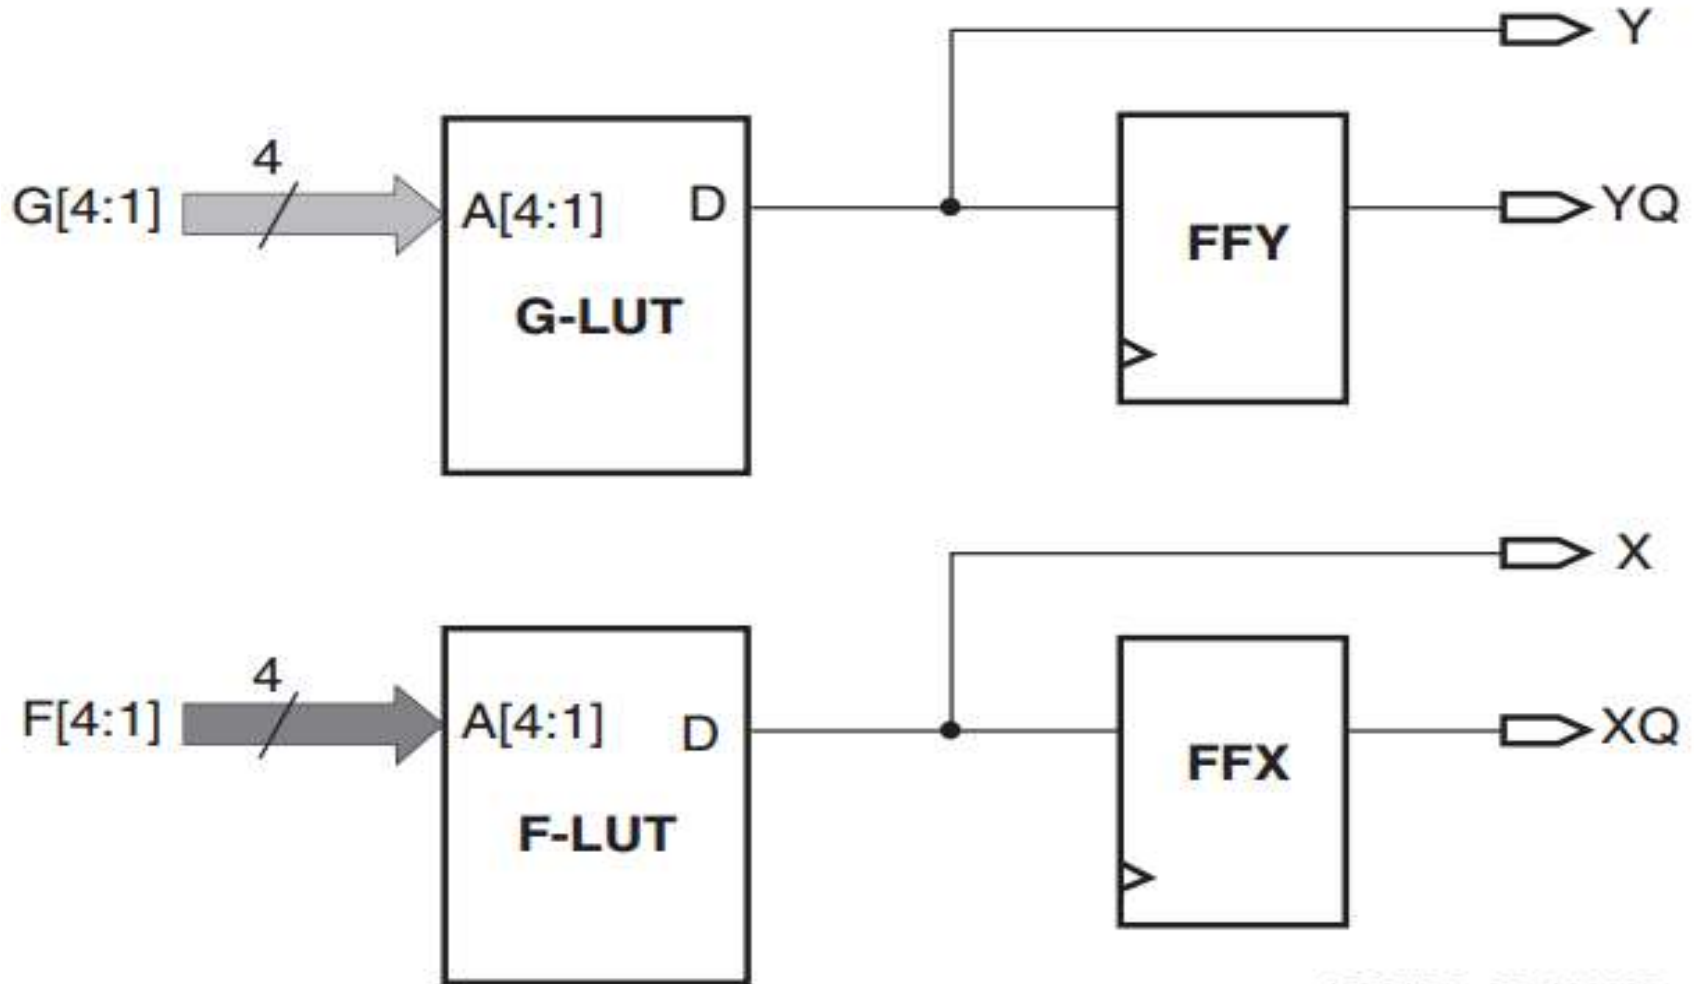 Y
4
G[4:1]
A[4:1] D
YQ
FFY
G-LUT
X
4
F[4:1]
A[4:1] D
XQ
FFX
F-LUT